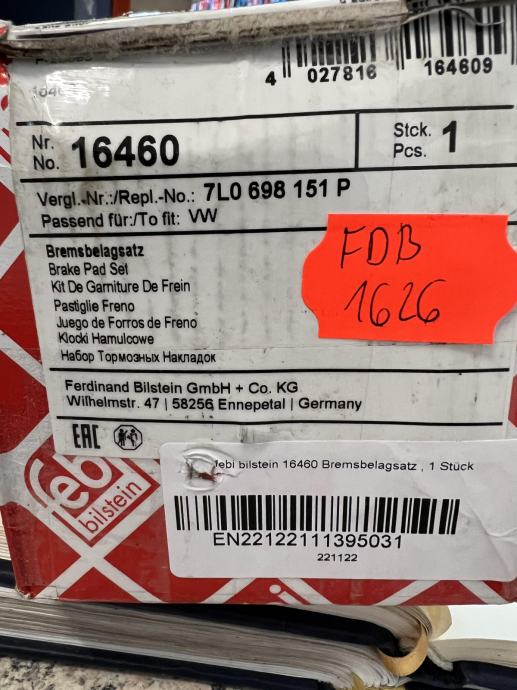 4 027816 164609
Nr.
No. 16460
Stck.
Pcs. 1
Vergl.-Nr.:/Repl.-No.: 7L0 698 151 P
Passend für:/To fit: VW
Bremsbelagsatz
Brake Pad Set
Kit De Garniture De Frein
Pastiglie Freno
Juego de Forros de Freno
Klocki Hamulcowe
Набор Тормозных Накладок
FDB
1626
Ferdinand Bilstein GmbH + Co. KG
Wilhelmstr. 47 | 58256 Ennepetal | Germany
EAC
febi
bilstein
febi bilstein 16460 Bremsbelagsatz , 1 Stück
EN22122111395031
221122